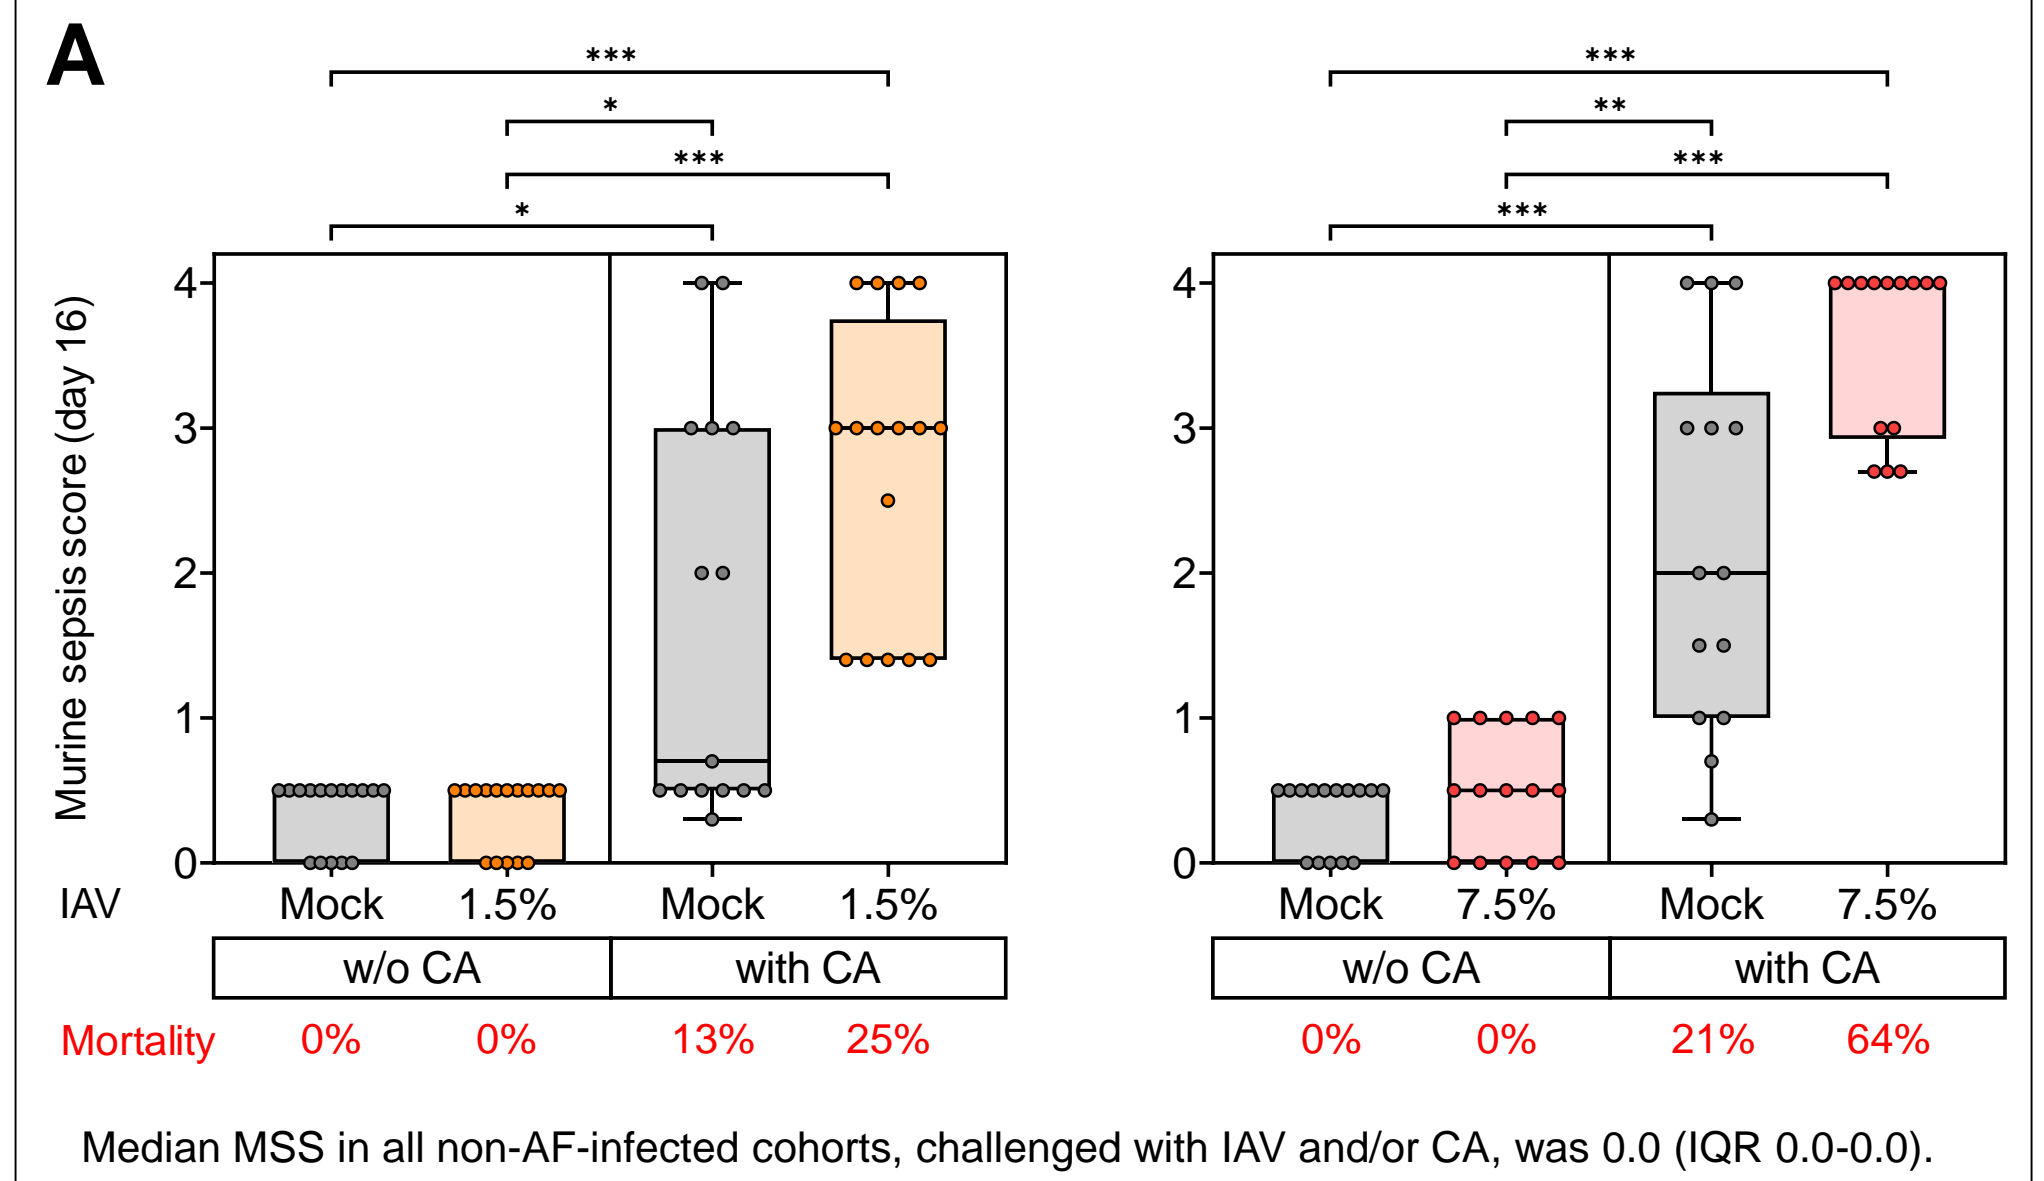 A
*** ***
* **
*** ***
* ***
Murine sepsis score (day 16)
4 4
3 3
2 2
1 1
0 0
IAV Mock 1.5% Mock 1.5% Mock 7.5% Mock 7.5%
w/o CA with CA w/o CA with CA
Mortality 0% 0% 13% 25% 0% 0% 21% 64%
Median MSS in all non-AF-infected cohorts, challenged with IAV and/or CA, was 0.0 (IQR 0.0-0.0).